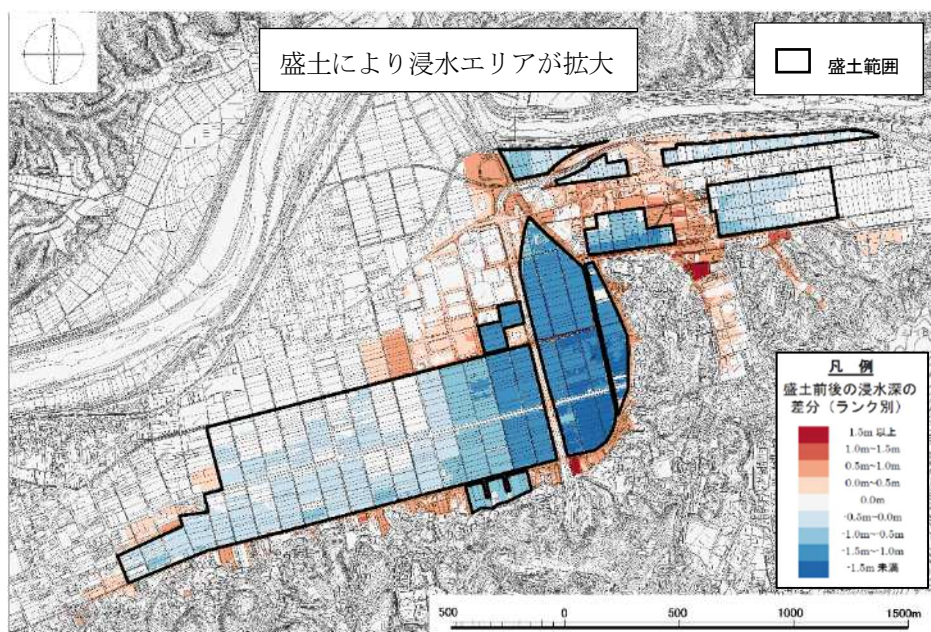 盛土により浸水エリアが拡大
盛土範囲
凡 例
盛土前後の浸水深の
差分（ランク別）
1.5m 以上
1.0m~1.5m
0.5m~1.0m
0.0m~0.5m
0.0m
-0.5m~0.0m
-1.0m~-0.5m
-1.5m~-1.0m
-1.5m 未満
500 0 500 1000 1500m